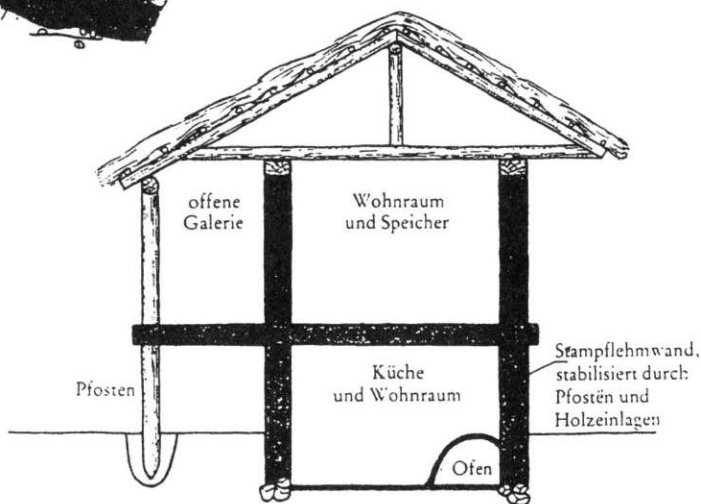 offene
Galerie
Wohnraum
und Speicher
Pfosten
Küche
und Wohnraum
Stampflehmwand,
stabilisiert durch
Pfosten und
Holzeinlagen
Ofen